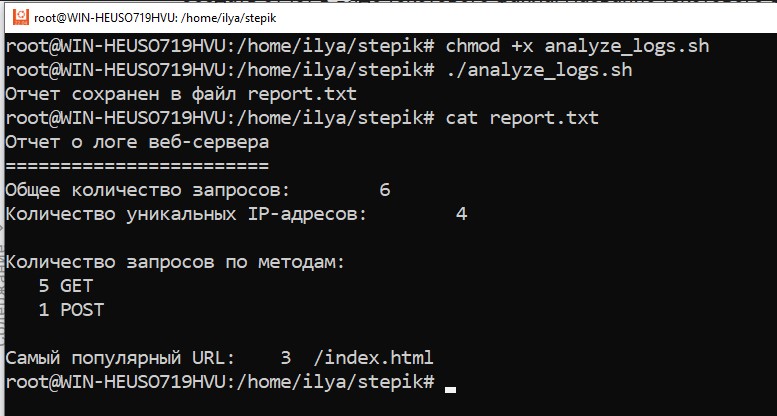 root@WIN-HEUSO719HVU: /home/ilya/stepik
root@WIN-HEUSO719HVU:/home/ilya/stepik# chmod +x analyze_logs.sh
root@WIN-HEUSO719HVU:/home/ilya/stepik# ./analyze_logs.sh
Отчет сохранен в файл report.txt
root@WIN-HEUSO719HVU:/home/ilya/stepik# cat report.txt
Отчет о логе веб-сервера
========================
Общее количество запросов:        6
Количество уникальных IP-адресов:        4
Количество запросов по методам:
   5 GET
   1 POST
Самый популярный URL:    3  /index.html
root@WIN-HEUSO719HVU:/home/ilya/stepik#